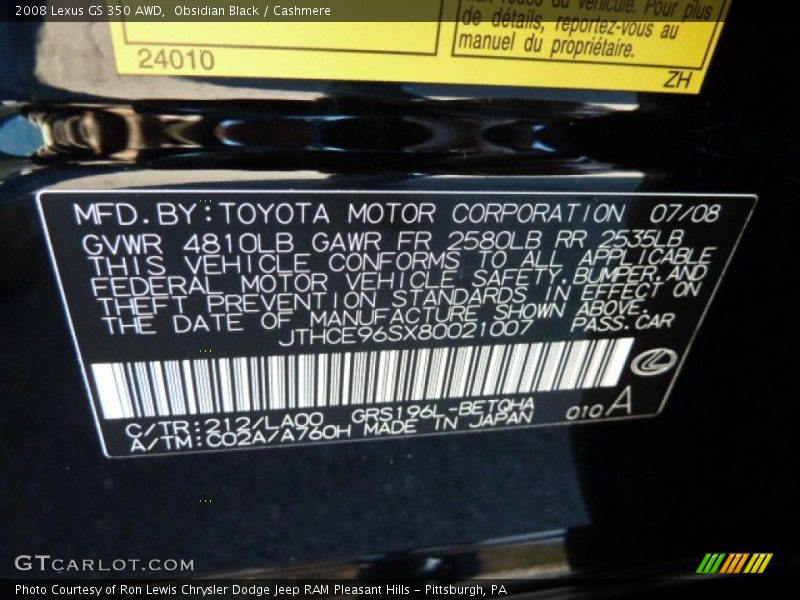 2008 Lexus GS 350 AWD,  Obsidian Black / Cashmere
de détails, reportez-vous au
manuel du propriétaire.
24010
ZH
MFD.BY:TOYOTA MOTOR CORPORATION 07/08
GVWR 4810LB GAWR FR 2580LB RR 2535LB
THIS VEHICLE CONFORMS TO ALL APPLICABLE
FEDERAL MOTOR VEHICLE SAFETY,BUMPER,AND
THEFT PREVENTION STANDARDS IN EFFECT ON
THE DATE OF MANUFACTURE SHOWN ABOVE.
JTHCE96SX80021007 PASS.CAR
C/TR:212/LA00 GRS196L-BETQHA 010A
A/TM:C02A/A760H MADE IN JAPAN
GTCARLOT.COM
Photo Courtesy of Ron Lewis Chrysler Dodge Jeep RAM Pleasant Hills - Pittsburgh, PA